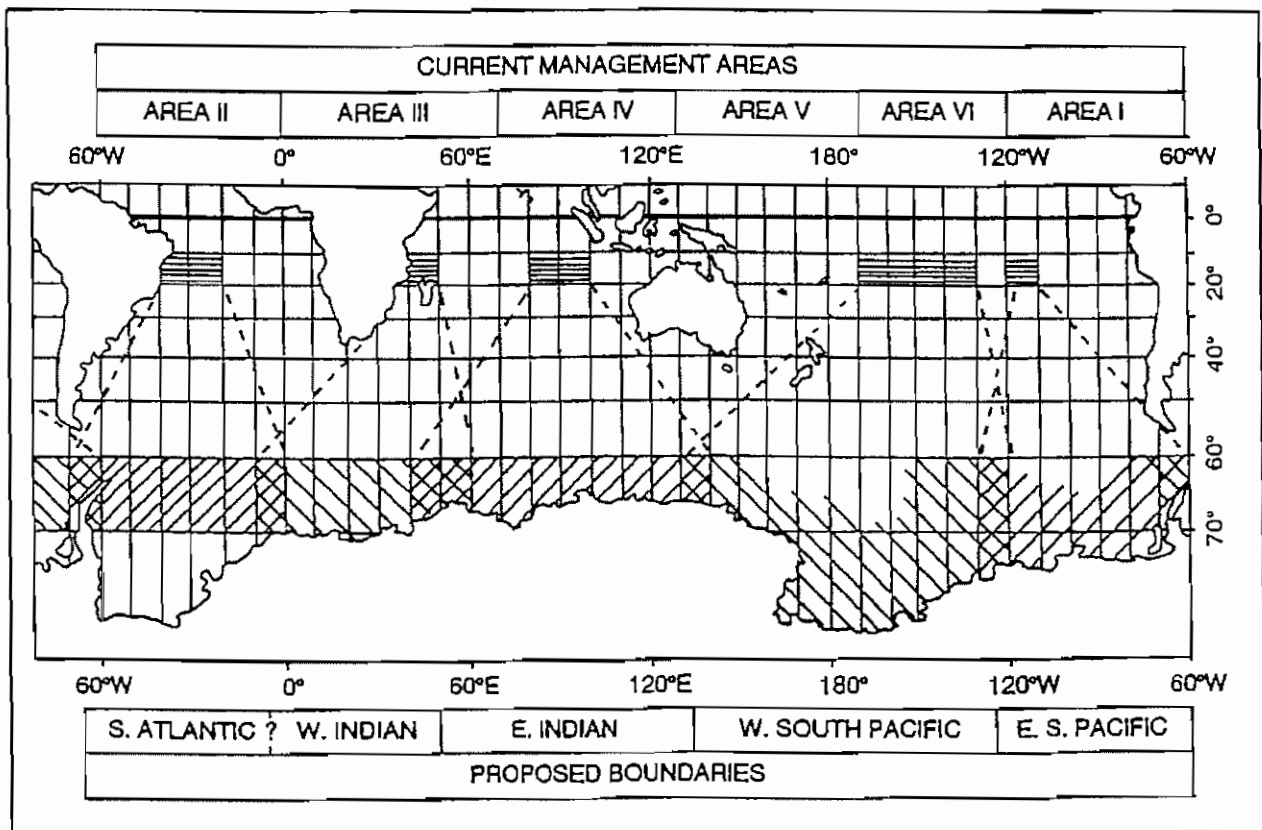 CURRENT MANAGEMENT AREAS
AREA II AREA III AREA IV AREA V AREA VI AREA I
60°W 0° 60°E 120°E 180° 120°W 60°W
0°
20°
40°
60°
70°
60°W 0° 60°E 120°E 180° 120°W 60°W
S. ATLANTIC ? W. INDIAN E. INDIAN W. SOUTH PACIFIC E. S. PACIFIC
PROPOSED BOUNDARIES